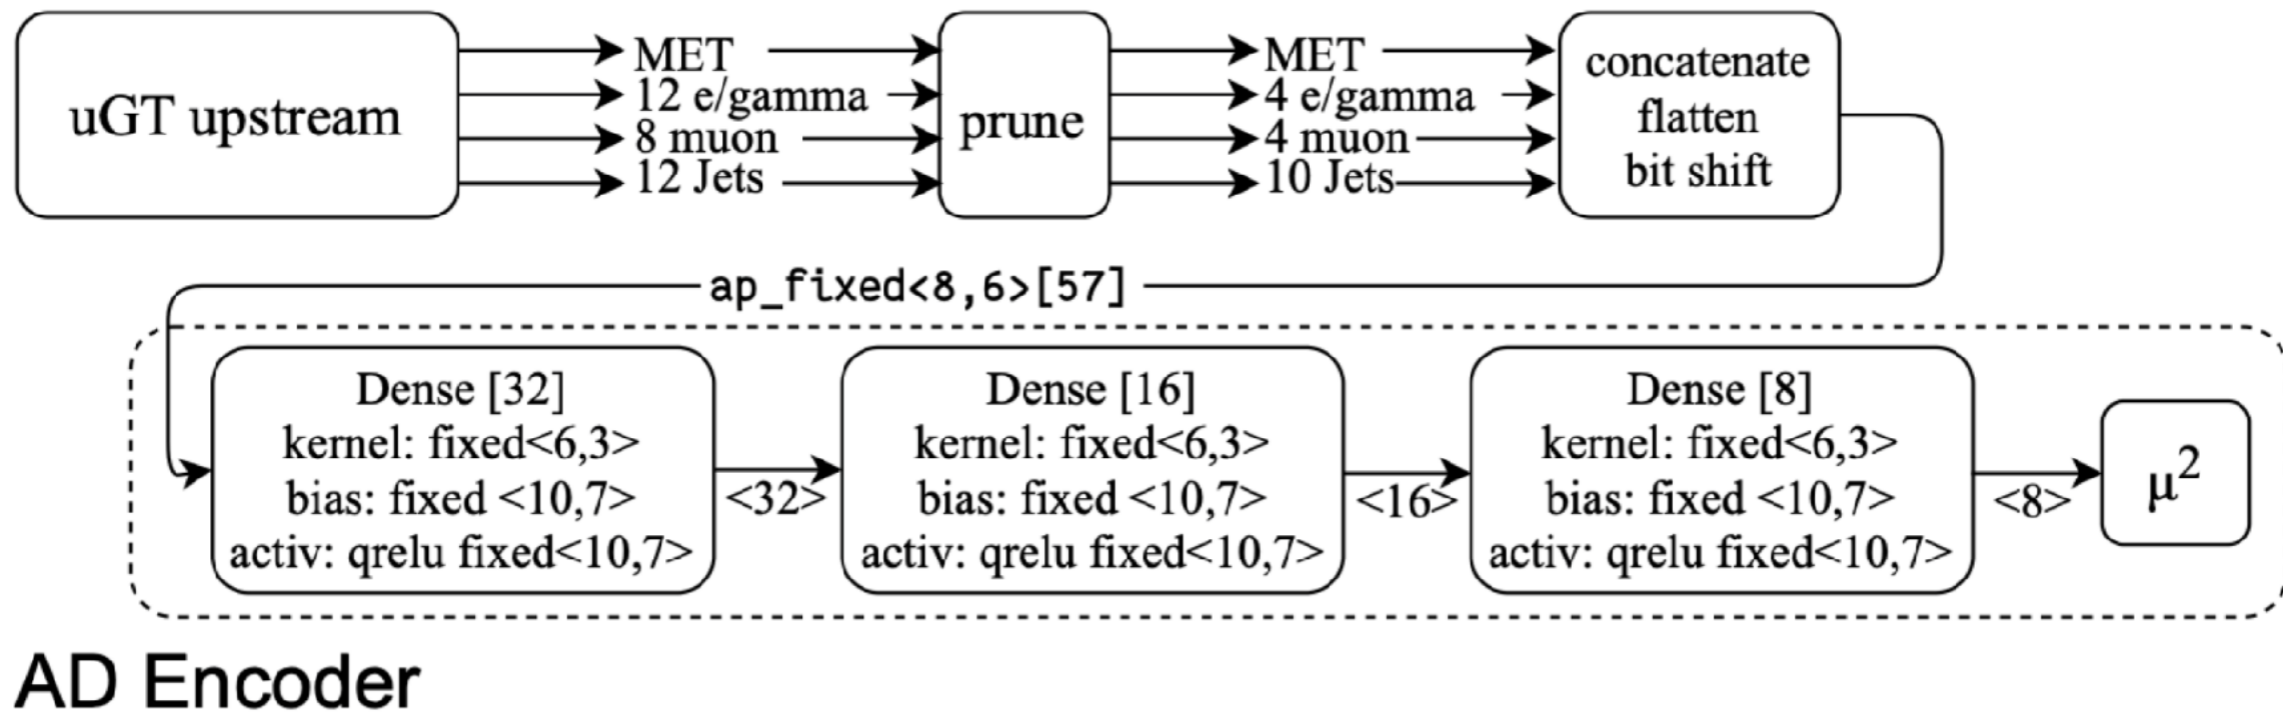 uGT upstream
MET
12 e/gamma
8 muon
12 Jets
prune
MET
4 e/gamma
4 muon
10 Jets
concatenate
flatten
bit shift
ap_fixed<8,6>[57]
Dense [32]
kernel: fixed<6,3>
bias: fixed <10,7>
activ: qrelu fixed<10,7>
<32>
Dense [16]
kernel: fixed<6,3>
bias: fixed <10,7>
activ: qrelu fixed<10,7>
<16>
Dense [8]
kernel: fixed<6,3>
bias: fixed <10,7>
activ: qrelu fixed<10,7>
<8>
μ²
AD Encoder